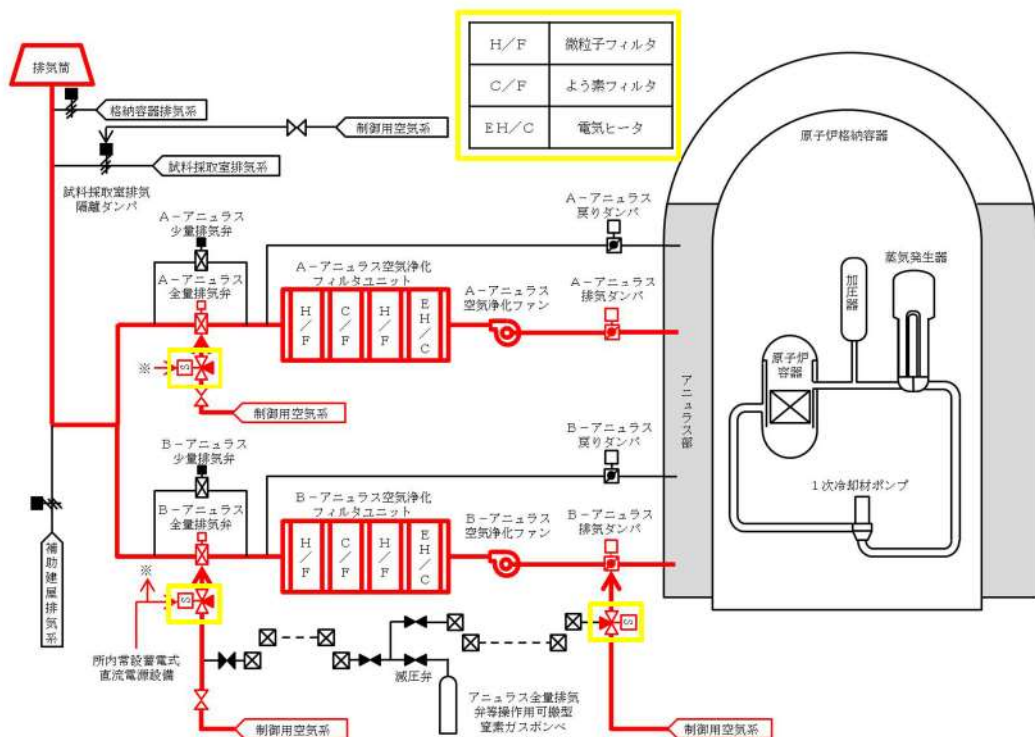 H/F 微粒子フィルタ
C/F よう素フィルタ
EH/C 電気ヒータ
排気筒
格納容器排気系
制御用空気系
試料採取室排気系
試料採取室排気
隔離ダンパ
原子炉格納容器
A-アニュラス
少量排気弁
A-アニュラス
全量排気弁
A-アニュラス空気浄化
フィルタユニット
H/F
C/F
H/F
EH/C
A-アニュラス
空気浄化ファン
A-アニュラス
戻りダンパ
A-アニュラス
排気ダンパ
※
S
制御用空気系
アニュラス部
加圧器
蒸気発生器
原子炉
容器
1次冷却材ポンプ
B-アニュラス
少量排気弁
B-アニュラス
全量排気弁
B-アニュラス空気浄化
フィルタユニット
H/F
C/F
H/F
EH/C
B-アニュラス
空気浄化ファン
B-アニュラス
戻りダンパ
B-アニュラス
排気ダンパ
補助建屋排気系
※
S
S
所内常設蓄電式
直流電源設備
減圧弁
アニュラス全量排気
弁等操作用可搬型
窒素ガスボンベ
制御用空気系
制御用空気系